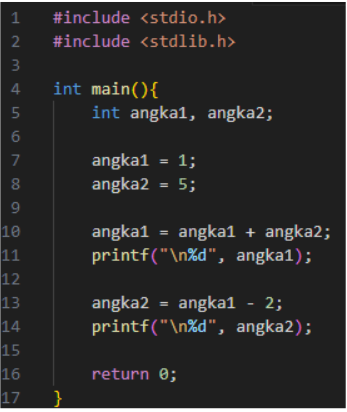 1 #include <stdio.h>
2 #include <stdlib.h>
3
4 int main(){
5     int angka1, angka2;
6
7     angka1 = 1;
8     angka2 = 5;
9
10     angka1 = angka1 + angka2;
11     printf("\n%d", angka1);
12
13     angka2 = angka1 - 2;
14     printf("\n%d", angka2);
15
16     return 0;
17 }